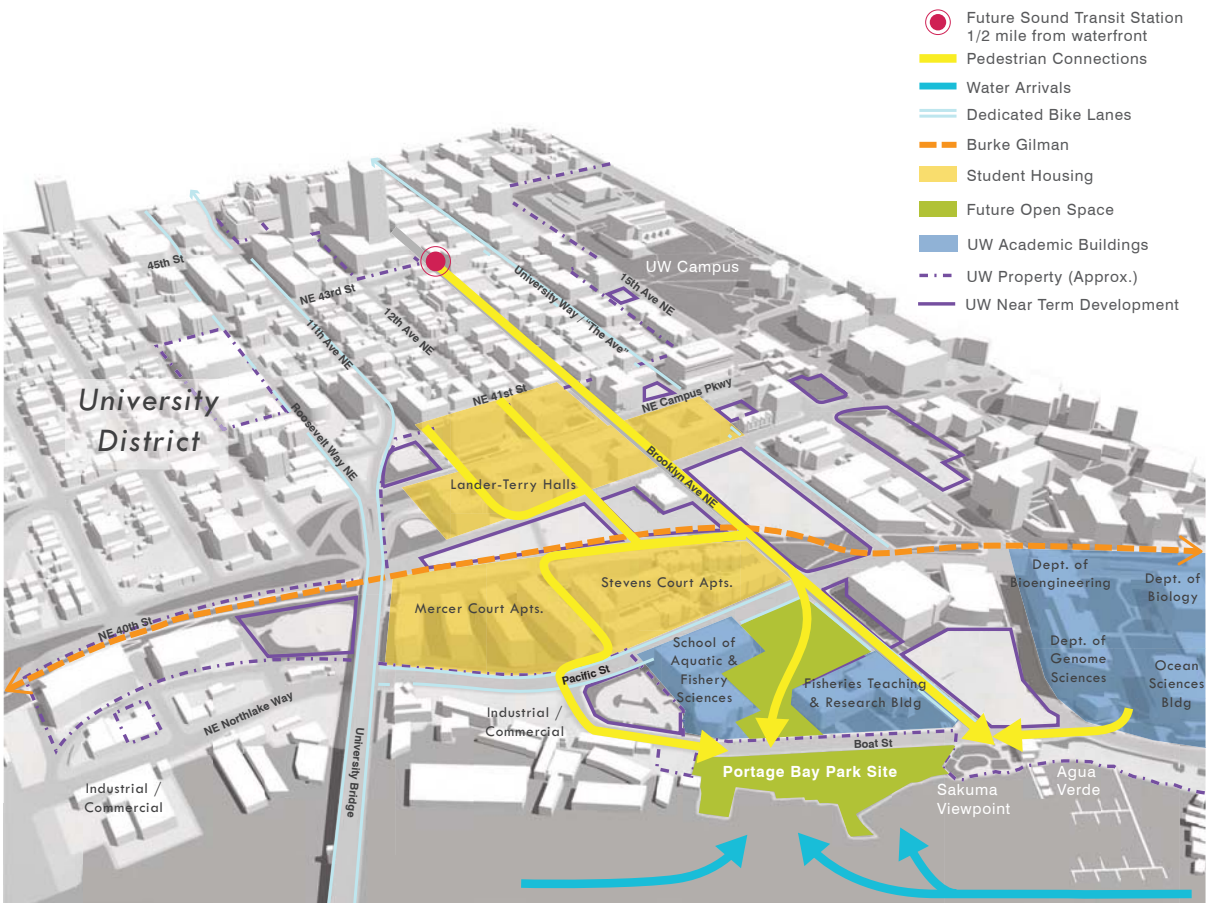 Future Sound Transit Station
1/2 mile from waterfront
Pedestrian Connections
Water Arrivals
Dedicated Bike Lanes
Burke Gilman
Student Housing
Future Open Space
UW Academic Buildings
UW Property (Approx.)
UW Near Term Development
45th St
NE 43rd St
11th Ave NE
12th Ave NE
University Way / "The Ave"
15th Ave NE
UW Campus
University
District
Roosevelt Way NE
NE 41st St
NE Campus Pkwy
Brooklyn Ave NE
Lander-Terry Halls
Stevens Court Apts.
Mercer Court Apts.
NE 40th St
Dept. of
Bioengineering
Dept. of
Biology
Dept. of
Genome
Sciences
Ocean
Sciences
Bldg
School of
Aquatic &
Fishery
Sciences
Fisheries Teaching
& Research Bldg
Pacific St
NE Northlake Way
Industrial /
Commercial
University Bridge
Industrial /
Commercial
Boat St
Portage Bay Park Site
Sakuma
Viewpoint
Agua
Verde